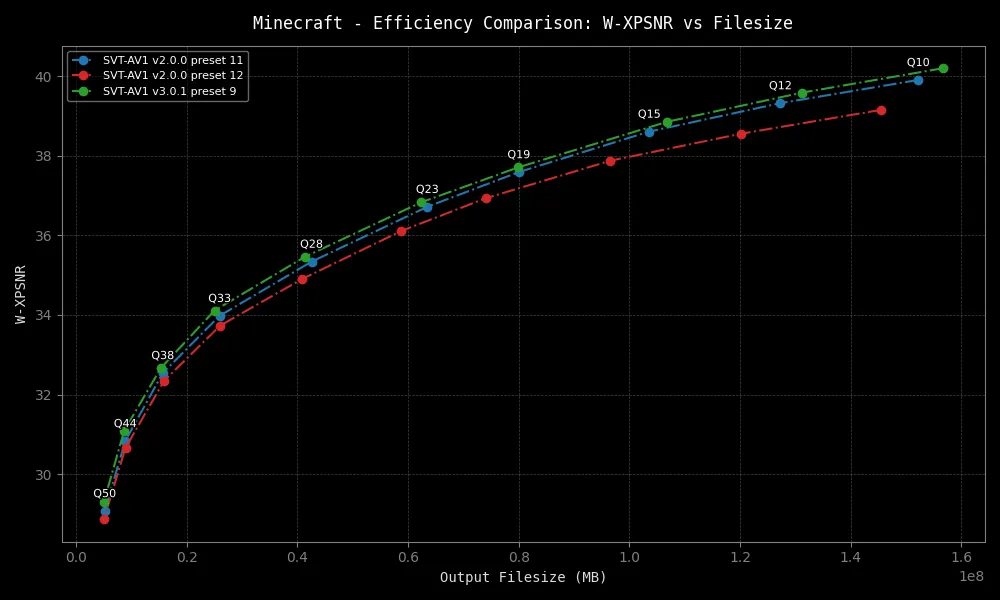 Minecraft - Efficiency Comparison: W-XPSNR vs Filesize
SVT-AV1 v2.0.0 preset 11
SVT-AV1 v2.0.0 preset 12
SVT-AV1 v3.0.1 preset 9
Q10
Q12
Q15
Q19
Q23
Q28
Q33
Q38
Q44
Q50
40
38
36
34
32
30
W-XPSNR
0.0 0.2 0.4 0.6 0.8 1.0 1.2 1.4 1.6
1e8
Output Filesize (MB)